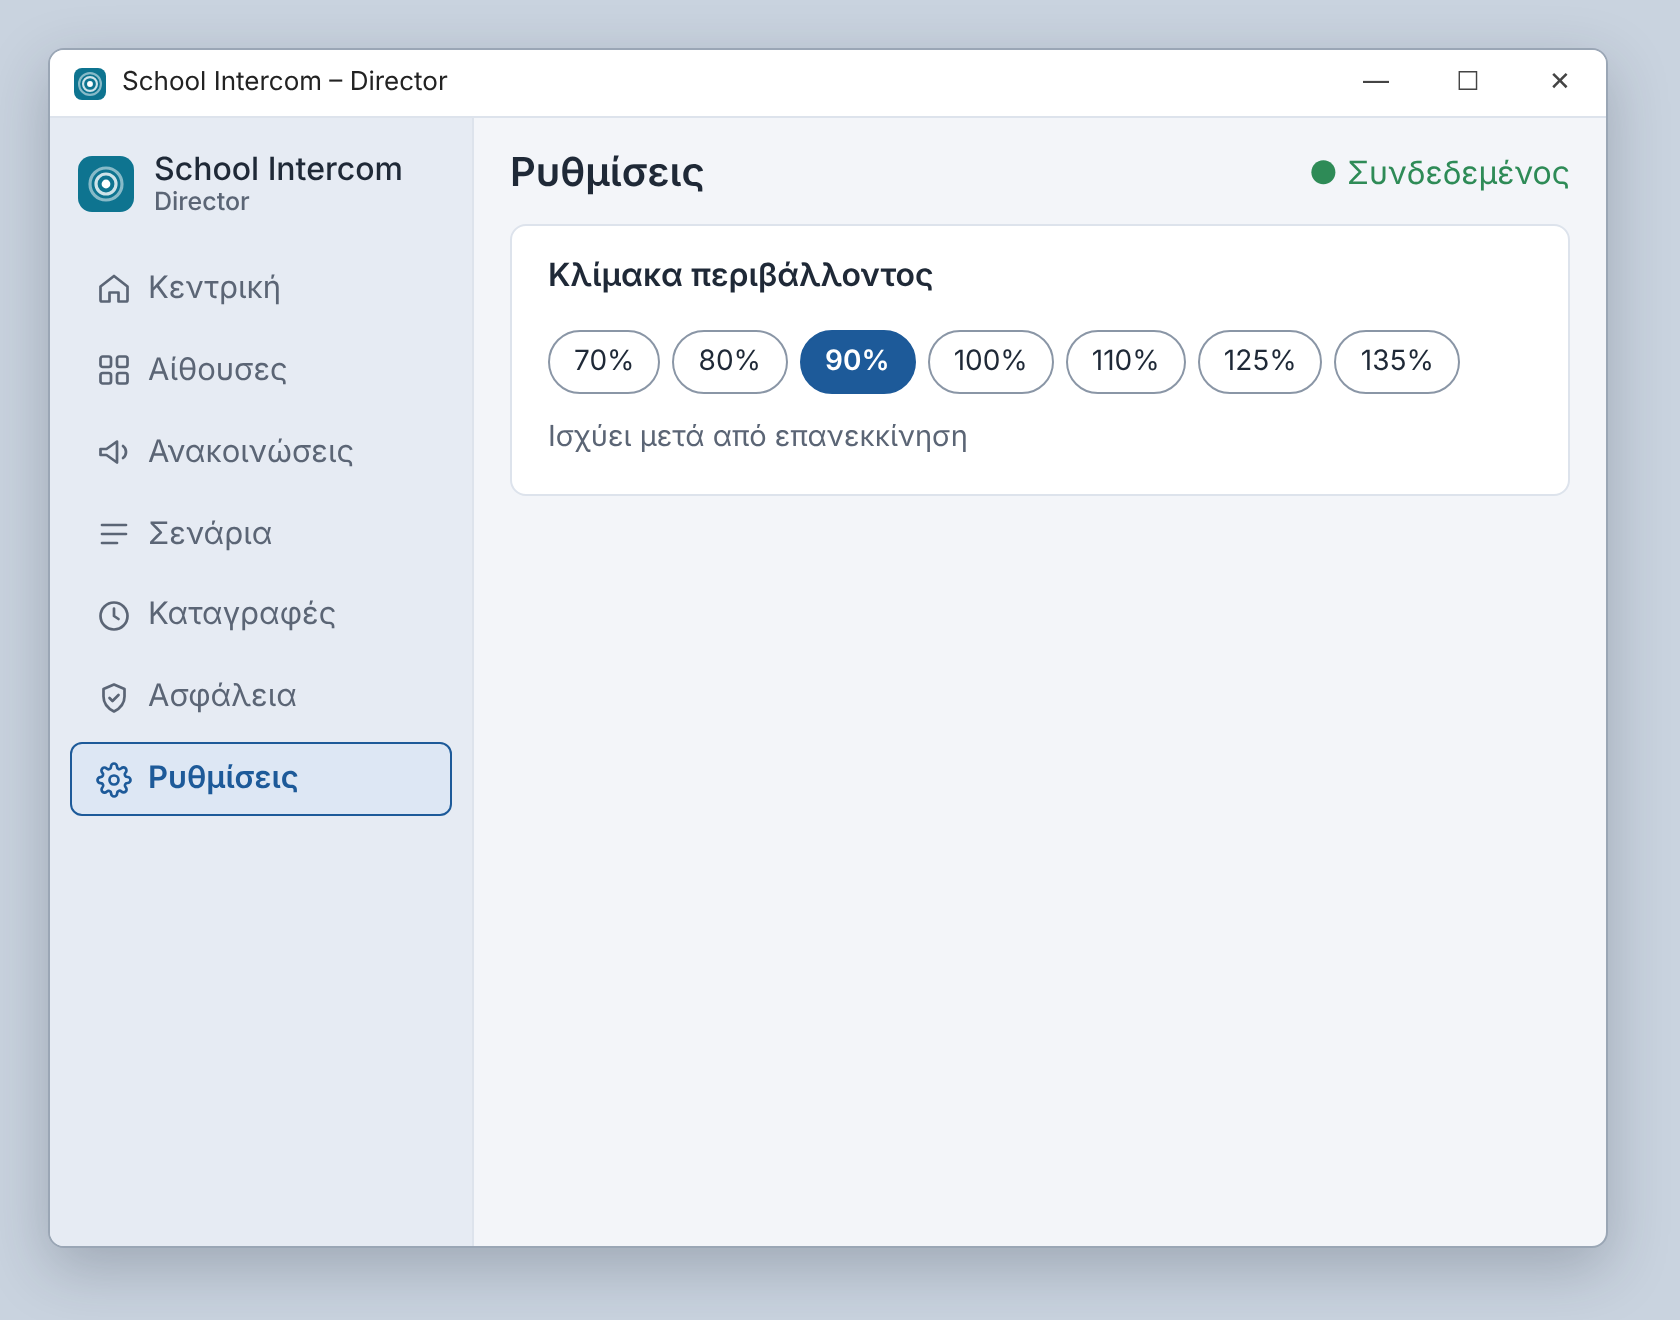 School Intercom – Director
School Intercom
Director
Κεντρική
Αίθουσες
Ανακοινώσεις
Σενάρια
Καταγραφές
Ασφάλεια
Ρυθμίσεις
Ρυθμίσεις
Συνδεδεμένος
Κλίμακα περιβάλλοντος
70% 80% 90% 100% 110% 125% 135%
Ισχύει μετά από επανεκκίνηση